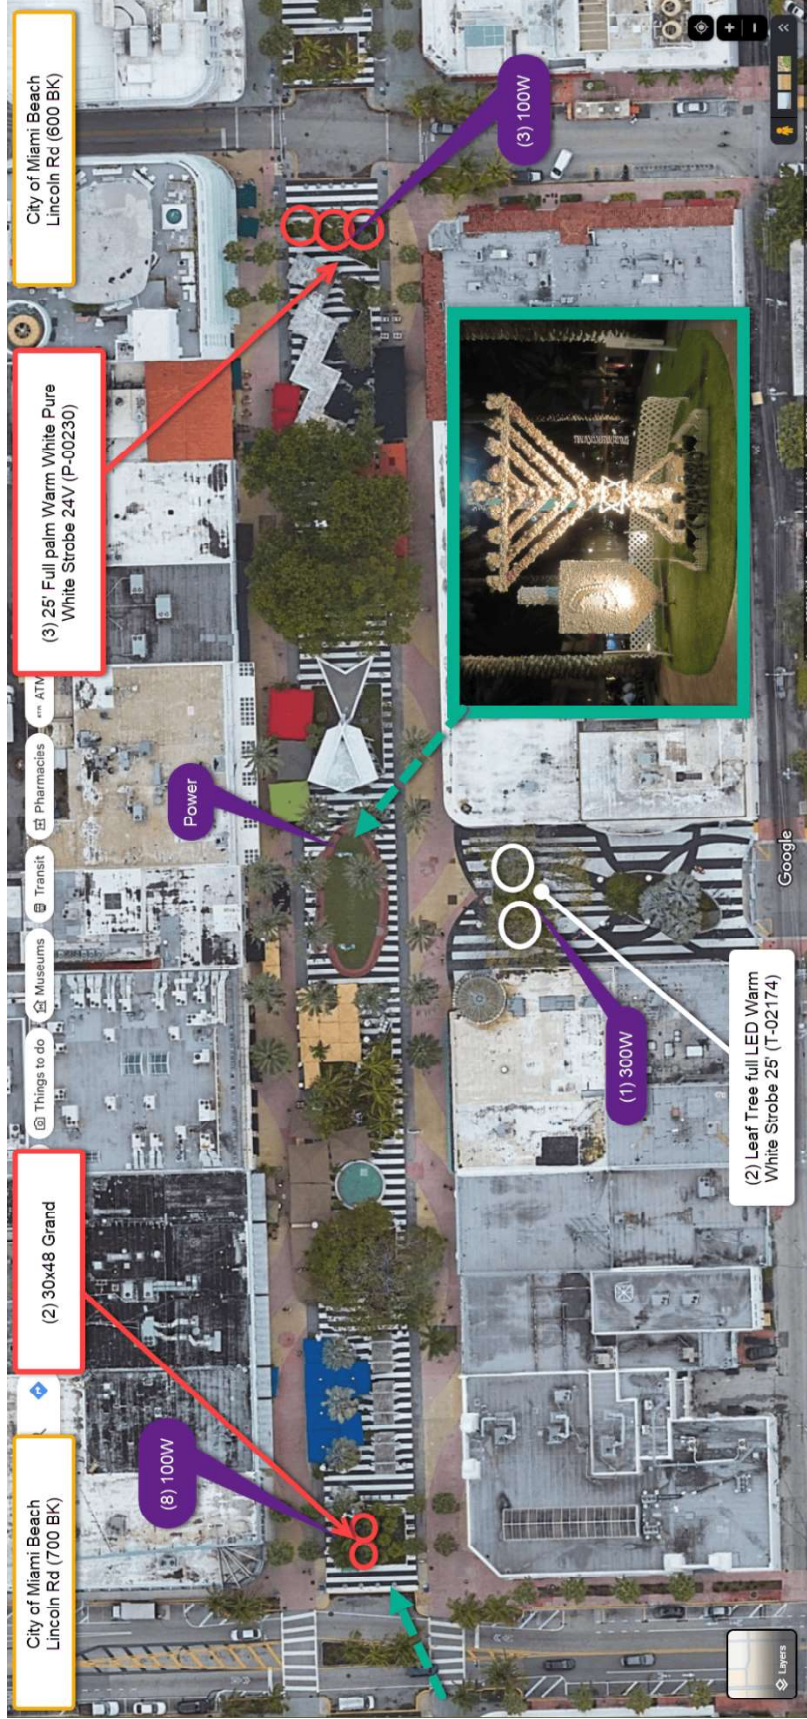 City of Miami Beach
Lincoln Rd (700 BK)
(2) 30x48 Grand
(3) 25' Full palm Warm White Pure
White Strobe 24V (P-00230)
City of Miami Beach
Lincoln Rd (600 BK)
Things to do
Museums
Transit
Pharmacies
ATM
(8) 100W
Power
(3) 100W
(1) 300W
(2) Leaf Tree full LED Warm
White Strobe 25' (T-02174)
Layers
Google